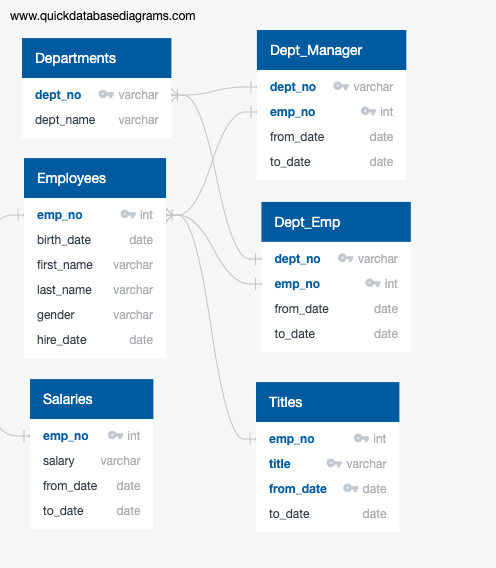 www.quickdatabasediagrams.com
Departments
dept_no varchar
dept_name varchar
Employees
emp_no int
birth_date date
first_name varchar
last_name varchar
gender varchar
hire_date date
Salaries
emp_no int
salary varchar
from_date date
to_date date
Dept_Manager
dept_no varchar
emp_no int
from_date date
to_date date
Dept_Emp
dept_no varchar
emp_no int
from_date date
to_date date
Titles
emp_no int
title varchar
from_date date
to_date date